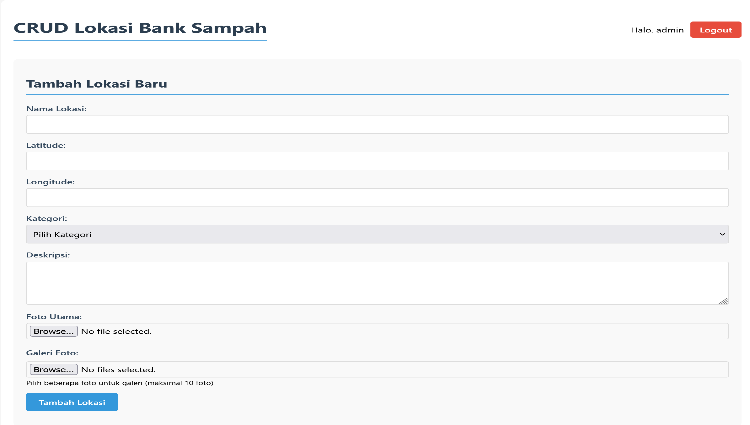 CRUD Lokasi Bank Sampah
Halo, admin
Logout
Tambah Lokasi Baru
Nama Lokasi:
Latitude:
Longitude:
Kategori:
Pilih Kategori
Deskripsi:
Foto Utama:
Browse... No file selected.
Galeri Foto:
Browse... No files selected.
Pilih beberapa foto untuk galeri (maksimal 10 foto)
Tambah Lokasi